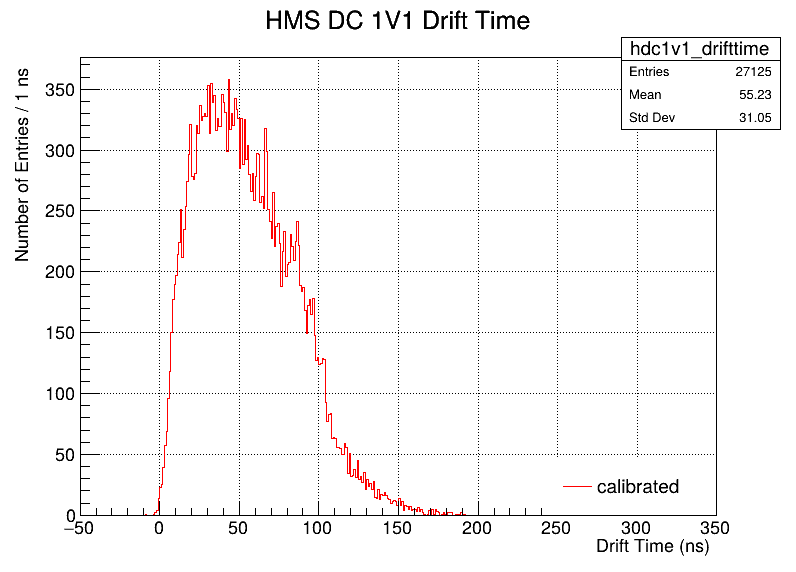 HMS DC 1V1 Drift Time
hdc1v1_drifttime
Entries 27125
Mean 55.23
Std Dev 31.05
Number of Entries / 1 ns
350
300
250
200
150
100
50
0
−50 0 50 100 150 200 250 300 350
Drift Time (ns)
calibrated